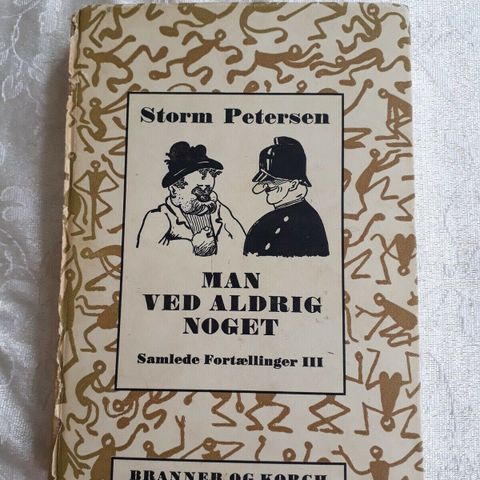 Storm Petersen
MAN
VED ALDRIG
NOGET
Samlede Fortællinger III
BRANNER OG KORCH